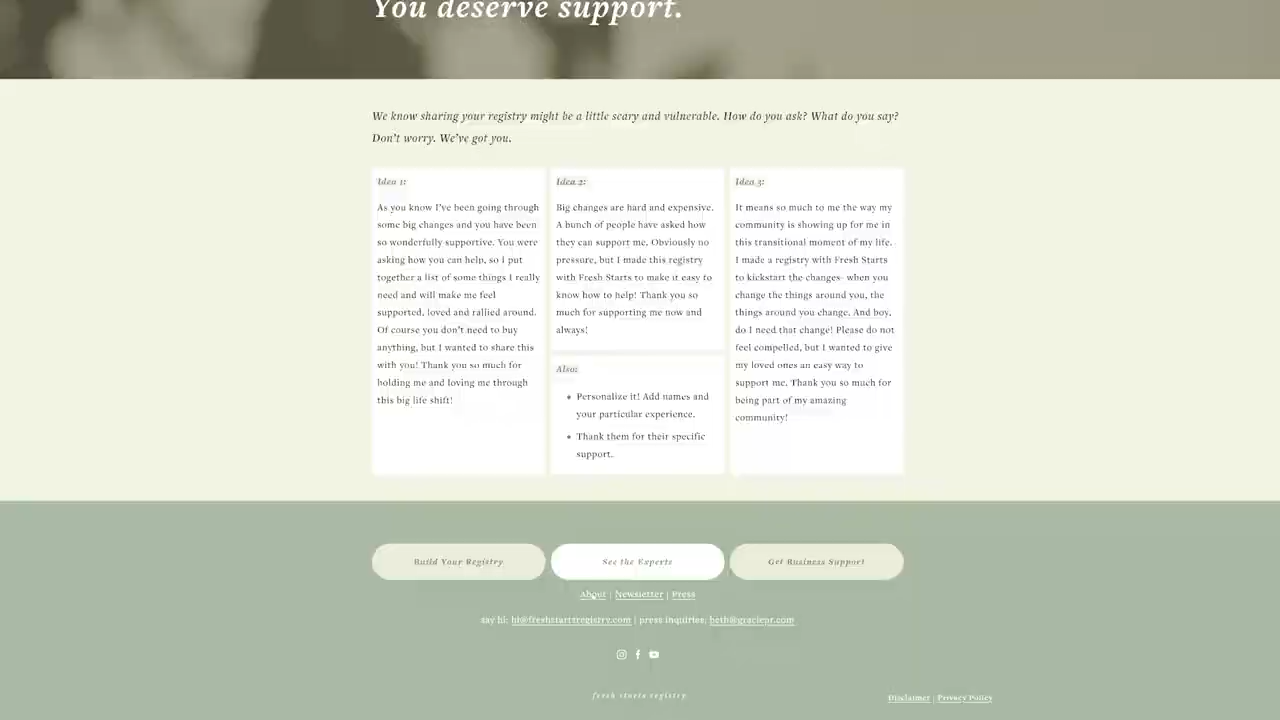 You deserve support.
We know sharing your registry might be a little scary and vulnerable. How do you ask? What do you say?
Don't worry. We've got you.
Idea 1:
As you know I've been going through
some big changes and you have been
so wonderfully supportive. You were
asking how you can help, so I put
together a list of some things I really
need and will make me feel
supported, loved and rallied around.
Of course you don't need to buy
anything, but I wanted to share this
with you! Thank you so much for
holding me and loving me through
this big life shift!
Idea 2:
Big changes are hard and expensive.
A bunch of people have asked how
they can support me. Obviously no
pressure, but I made this registry
with Fresh Starts to make it easy to
know how to help! Thank you so
much for supporting me now and
always!
Also:
• Personalize it! Add names and
your particular experience.
• Thank them for their specific
support.
Idea 3:
It means so much to me the way my
community is showing up for me in
this transitional moment of my life.
I made a registry with Fresh Starts
to kickstart the changes- when you
change the things around you, the
things around you change. And boy,
do I need that change! Please do not
feel compelled, but I wanted to give
my loved ones an easy way to
support me. Thank you so much for
being part of my amazing
community!
Build Your Registry
See the Experts
Get Business Support
About | Newsletter | Press
say hi: hi@freshstartsregistry.com | press inquiries: beth@graciepr.com
fresh starts registry
Disclaimer | Privacy Policy